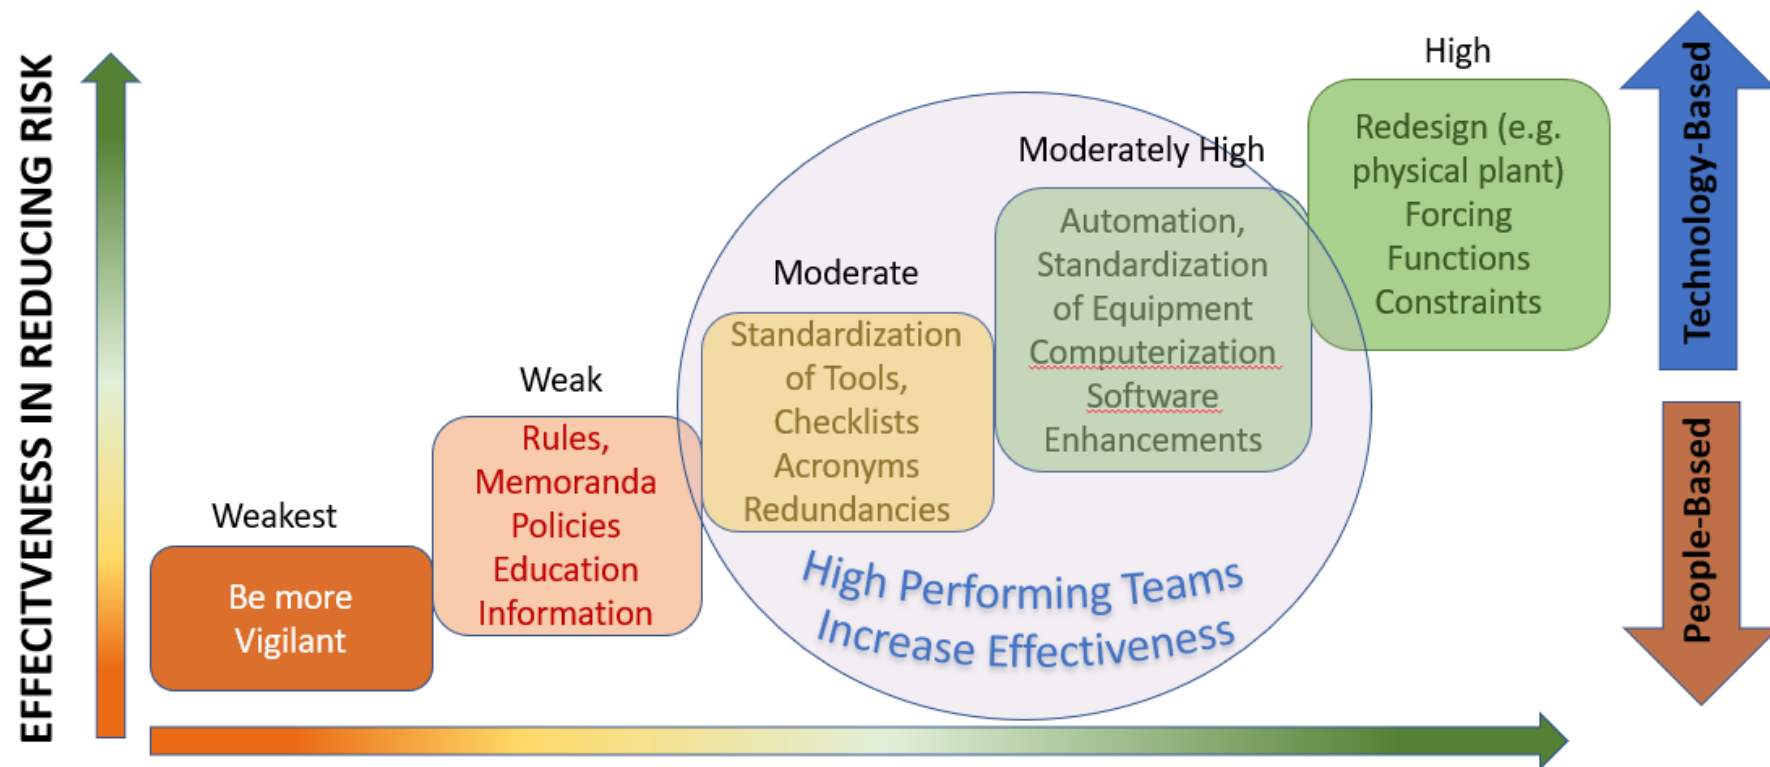 EFFECITVENESS IN REDUCING RISK
Weakest
Be more
Vigilant
Weak
Rules,
Memoranda
Policies
Education
Information
Moderate
Standardization
of Tools,
Checklists
Acronyms
Redundancies
Moderately High
Automation,
Standardization
of Equipment
Computerization
Software
Enhancements
High
Redesign (e.g.
physical plant)
Forcing
Functions
Constraints
High Performing Teams
Increase Effectiveness
Technology-Based
People-Based